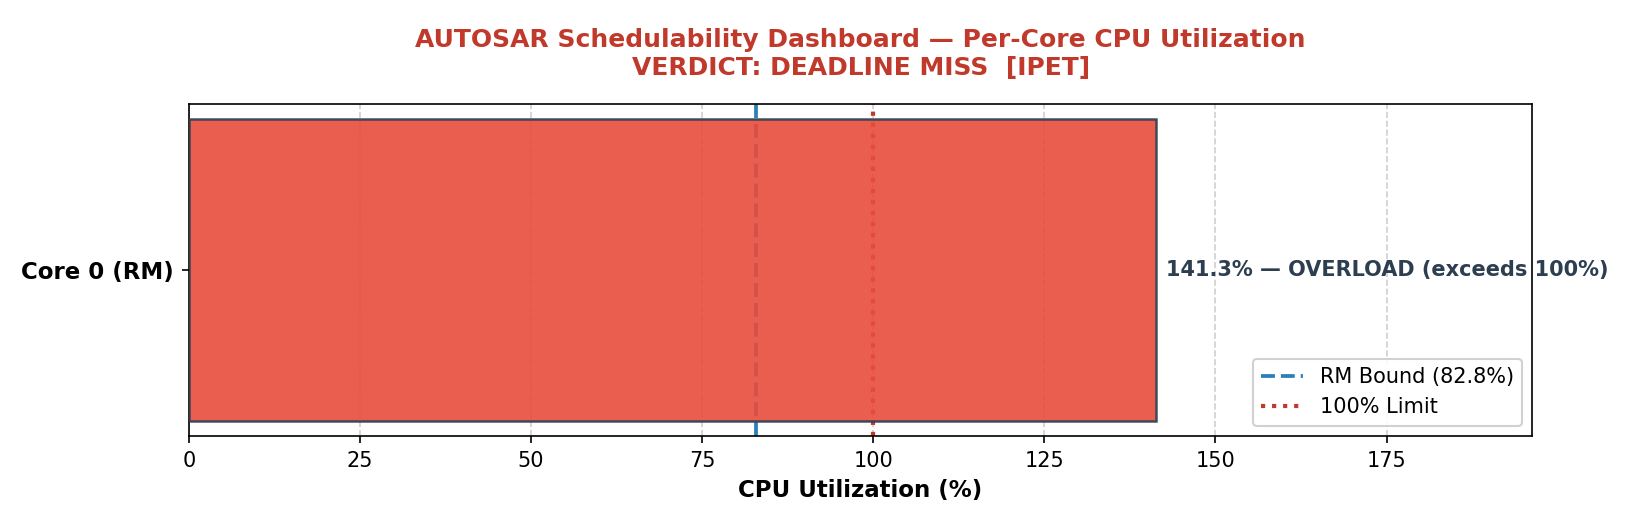 AUTOSAR Schedulability Dashboard — Per-Core CPU Utilization
VERDICT: DEADLINE MISS  [IPET]
Core 0 (RM)
141.3% — OVERLOAD (exceeds 100%)
RM Bound (82.8%)
100% Limit
0 25 50 75 100 125 150 175
CPU Utilization (%)